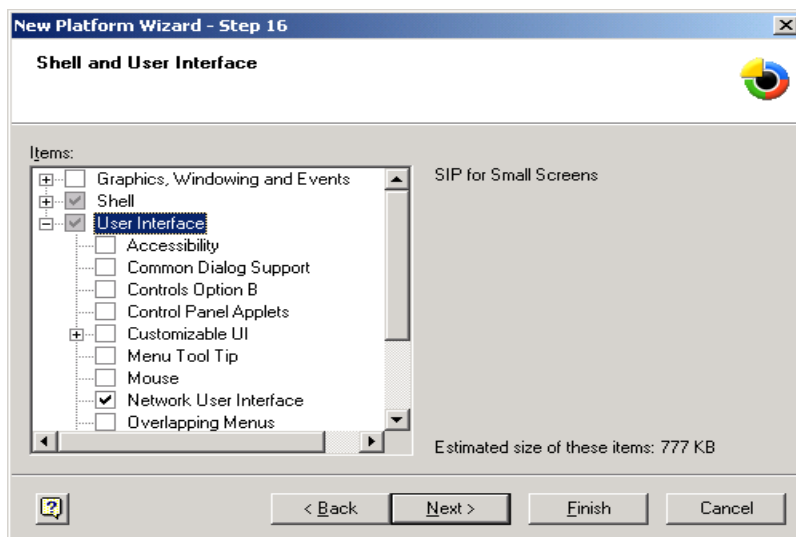 New Platform Wizard - Step 16
Shell and User Interface
Items:
Graphics, Windowing and Events
Shell
User Interface
Accessibility
Common Dialog Support
Controls Option B
Control Panel Applets
Customizable UI
Menu Tool Tip
Mouse
Network User Interface
Overlapping Menus
SIP for Small Screens
Estimated size of these items: 777 KB
< Back
Next >
Finish
Cancel